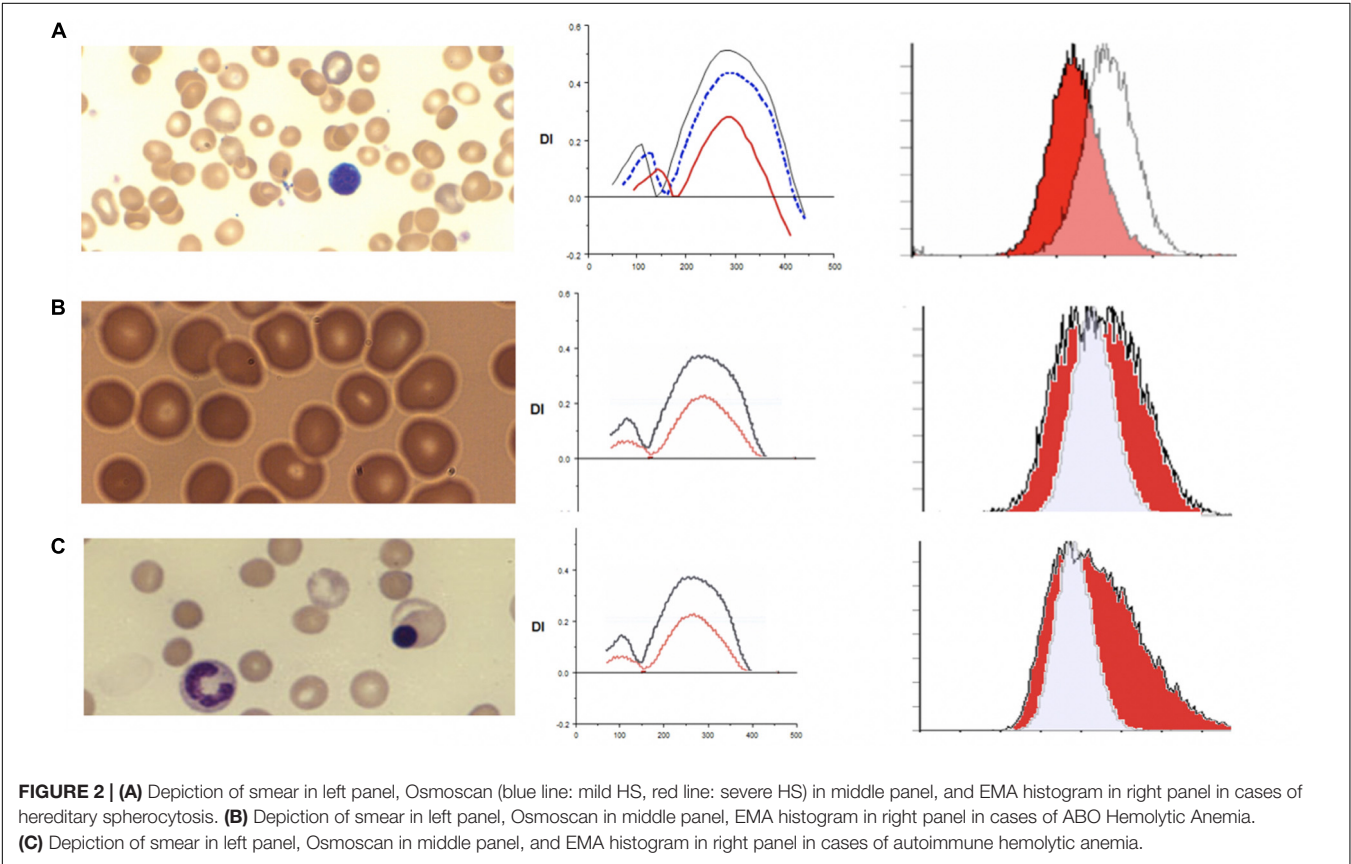 A
0.6
0.4
DI
0.2
0.0
-0.2
0 100 200 300 400 500
B
0.6
0.4
DI
0.2
0.0
C
0.4
DI
0.2
0.0
-0.2
0 100 200 300 400 500
FIGURE 2 | (A) Depiction of smear in left panel, Osmoscan (blue line: mild HS, red line: severe HS) in middle panel, and EMA histogram in right panel in cases of
hereditary spherocytosis. (B) Depiction of smear in left panel, Osmoscan in middle panel, EMA histogram in right panel in cases of ABO Hemolytic Anemia.
(C) Depiction of smear in left panel, Osmoscan in middle panel, and EMA histogram in right panel in cases of autoimmune hemolytic anemia.